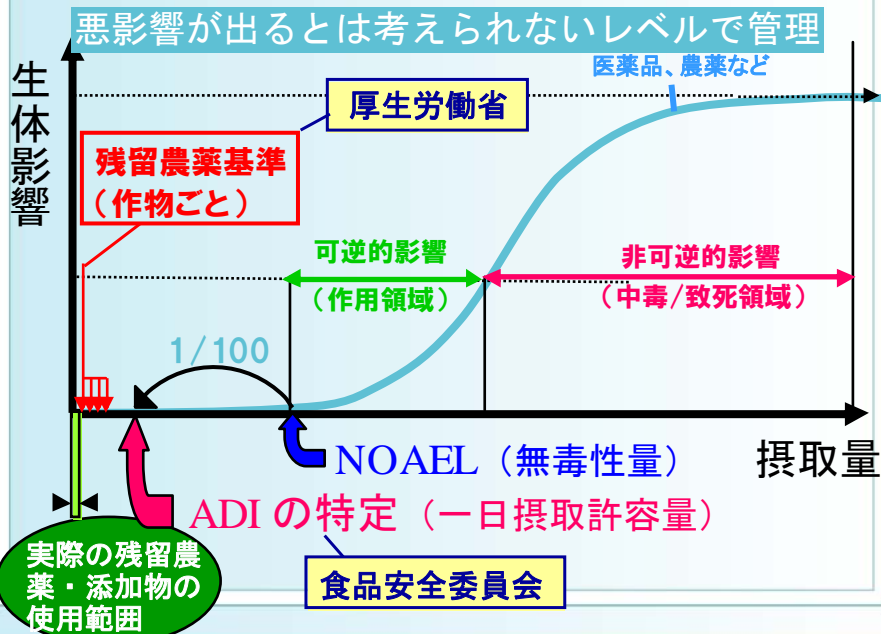 悪影響が出るとは考えられないレベルで管理
医薬品、農薬など
生体影響
厚生労働省
残留農薬基準
(作物ごと)
可逆的影響
(作用領域)
非可逆的影響
(中毒/致死領域)
1/100
NOAEL(無毒性量)
摂取量
ADIの特定(一日摂取許容量)
実際の残留農
薬・添加物の
使用範囲
食品安全委員会